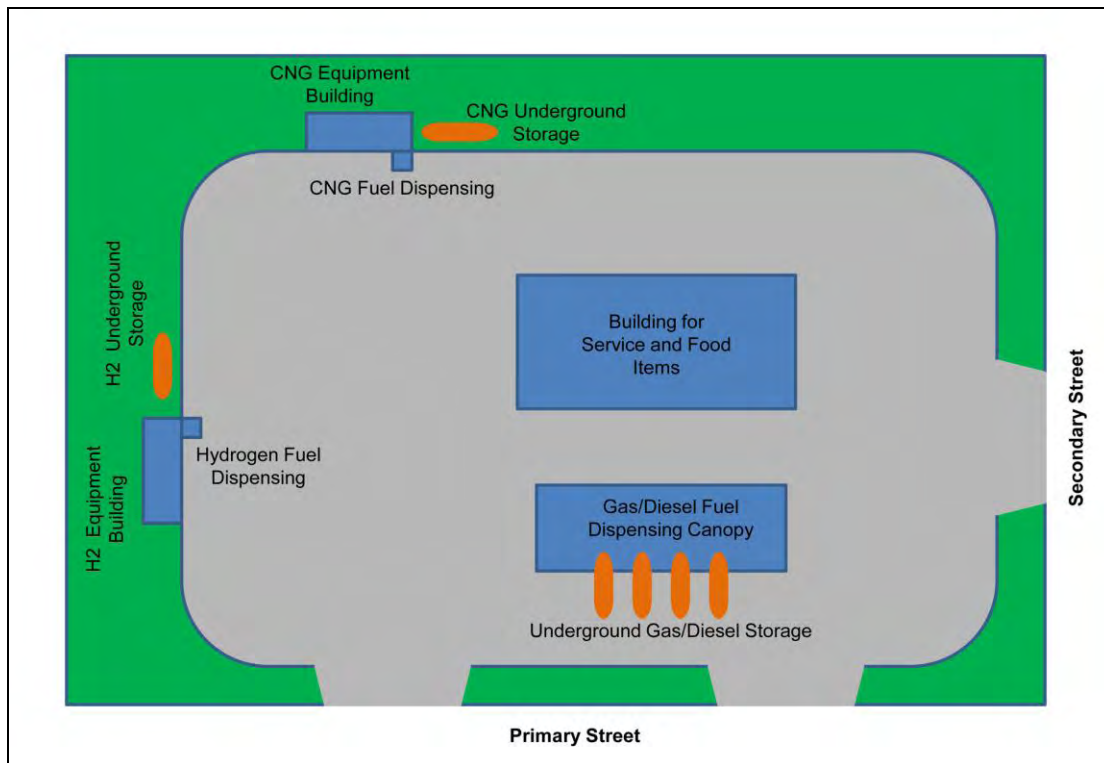 CNG Equipment
Building
CNG Underground
Storage
CNG Fuel Dispensing
H2 Underground
Storage
Building for
Service and Food
Items
Secondary Street
Hydrogen Fuel
Dispensing
H2 Equipment
Building
Gas/Diesel Fuel
Dispensing Canopy
Underground Gas/Diesel Storage
Primary Street